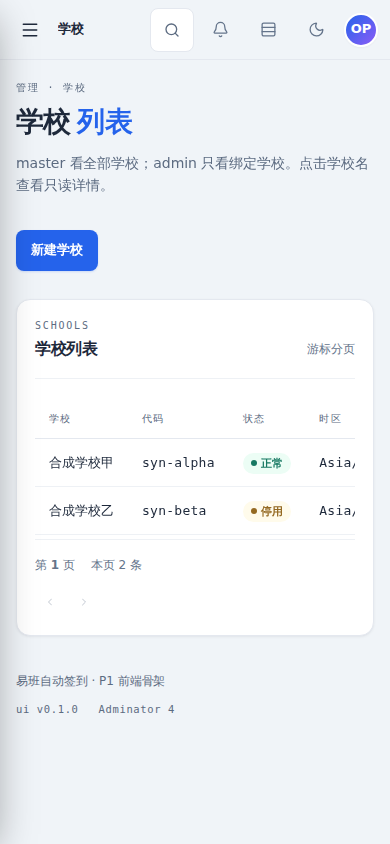 学校
OP
管理 · 学校
学校 列表
master 看全部学校；admin 只看绑定学校。点击学校名
查看只读详情。
新建学校
SCHOOLS
学校列表
游标分页
学校 代码 状态 时区
合成学校甲 syn-alpha 正常 Asia/
合成学校乙 syn-beta 停用 Asia/
第 1 页 本页 2 条
‹ ›
易班自动签到 · P1 前端骨架
ui v0.1.0 Adminator 4